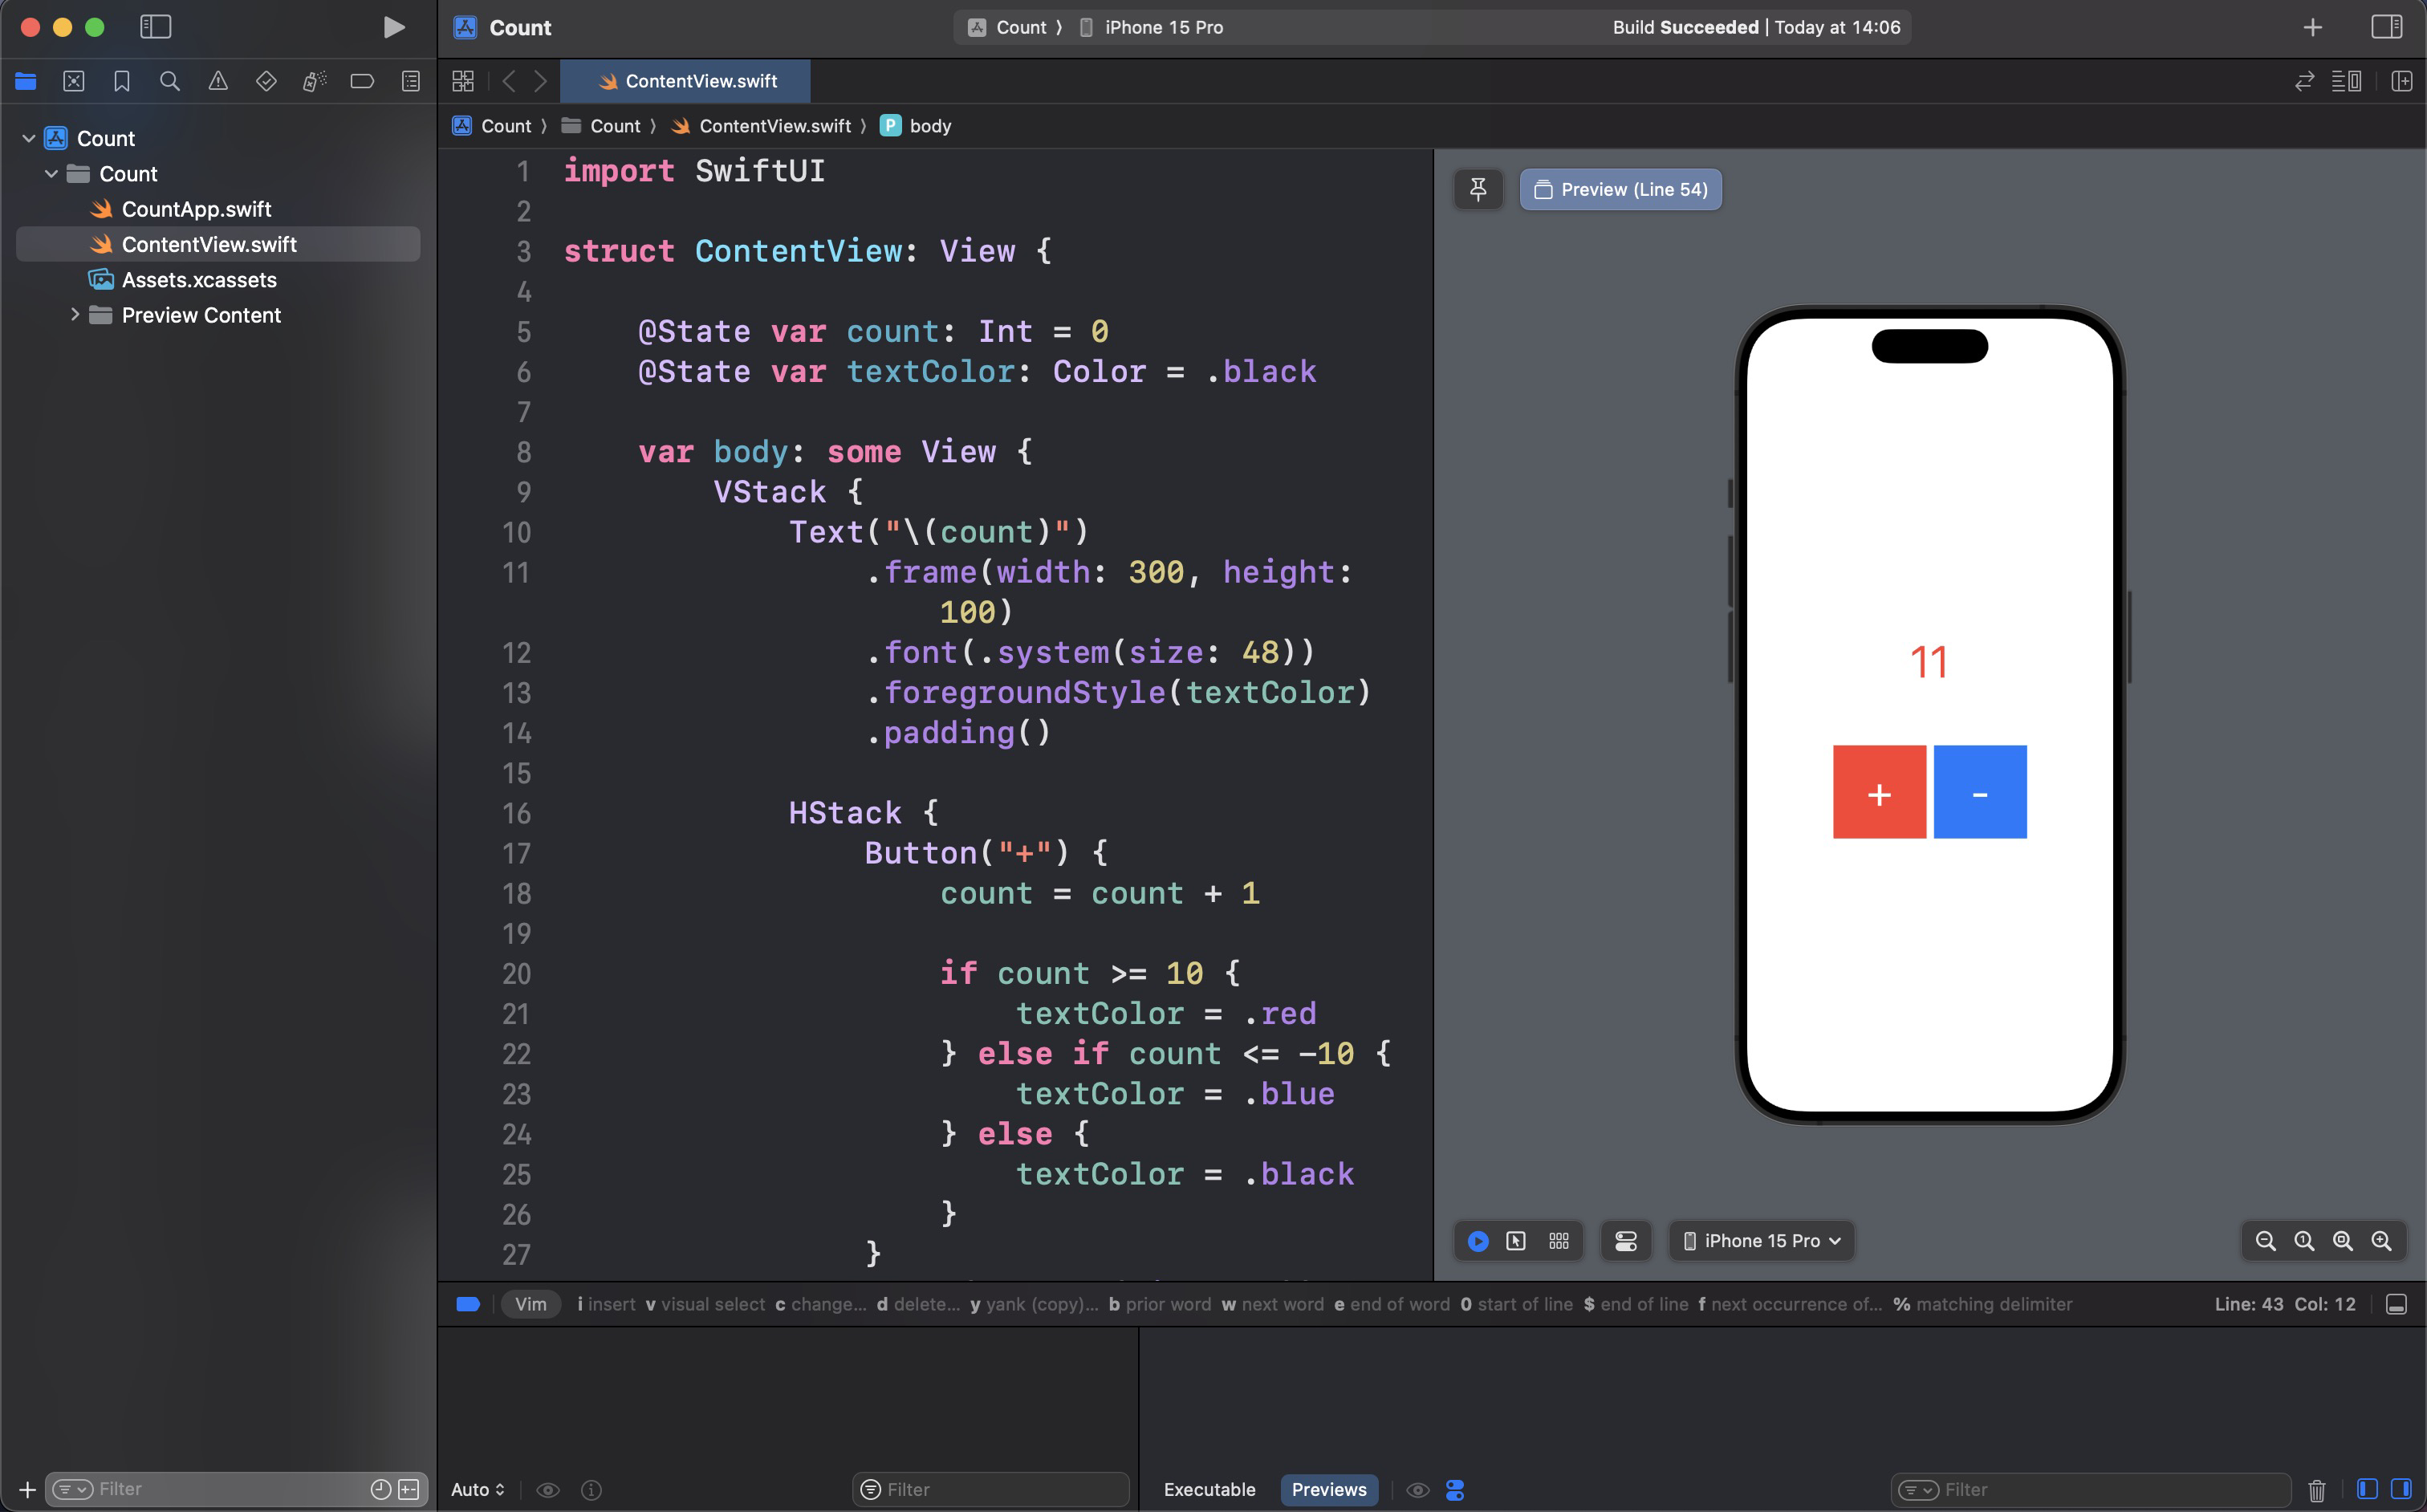 Count
Count ⟩ iPhone 15 Pro
Build Succeeded | Today at 14:06
ContentView.swift
Count ⟩ Count ⟩ ContentView.swift ⟩ P body
Count
Count
CountApp.swift
ContentView.swift
Assets.xcassets
Preview Content
1 import SwiftUI
2
3 struct ContentView: View {
4
5 @State var count: Int = 0
6 @State var textColor: Color = .black
7
8 var body: some View {
9 VStack {
10 Text("\(count)")
11 .frame(width: 300, height:
100)
12 .font(.system(size: 48))
13 .foregroundStyle(textColor)
14 .padding()
15
16 HStack {
17 Button("+") {
18 count = count + 1
19
20 if count >= 10 {
21 textColor = .red
22 } else if count <= -10 {
23 textColor = .blue
24 } else {
25 textColor = .black
26 }
27 }
Preview (Line 54)
11
+ -
iPhone 15 Pro
Vim i insert v visual select c change... d delete... y yank (copy)... b prior word w next word e end of word 0 start of line $ end of line f next occurrence of... % matching delimiter
Line: 43 Col: 12
Filter
Auto
Filter
Executable Previews
Filter